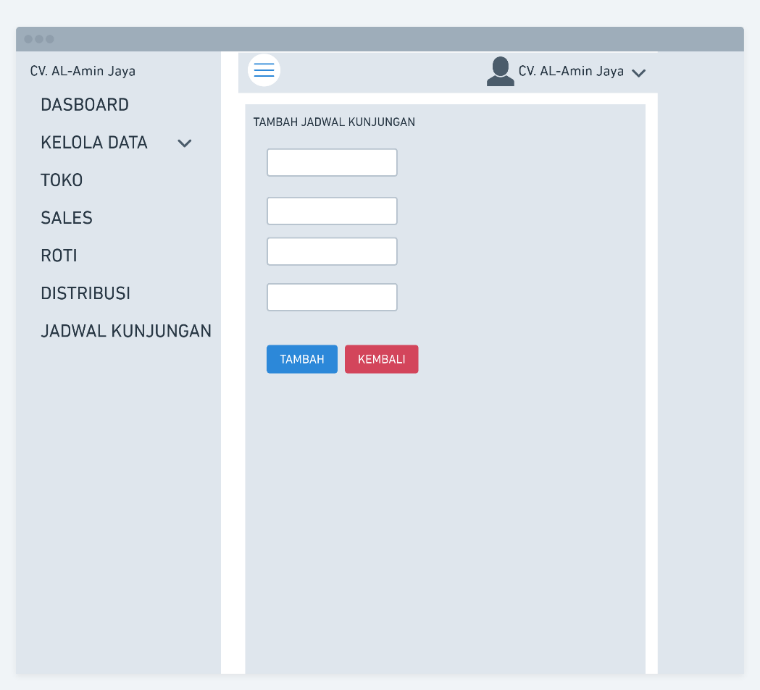 CV. AL-Amin Jaya
DASBOARD
KELOLA DATA
TOKO
SALES
ROTI
DISTRIBUSI
JADWAL KUNJUNGAN
CV. AL-Amin Jaya
TAMBAH JADWAL KUNJUNGAN
TAMBAH
KEMBALI